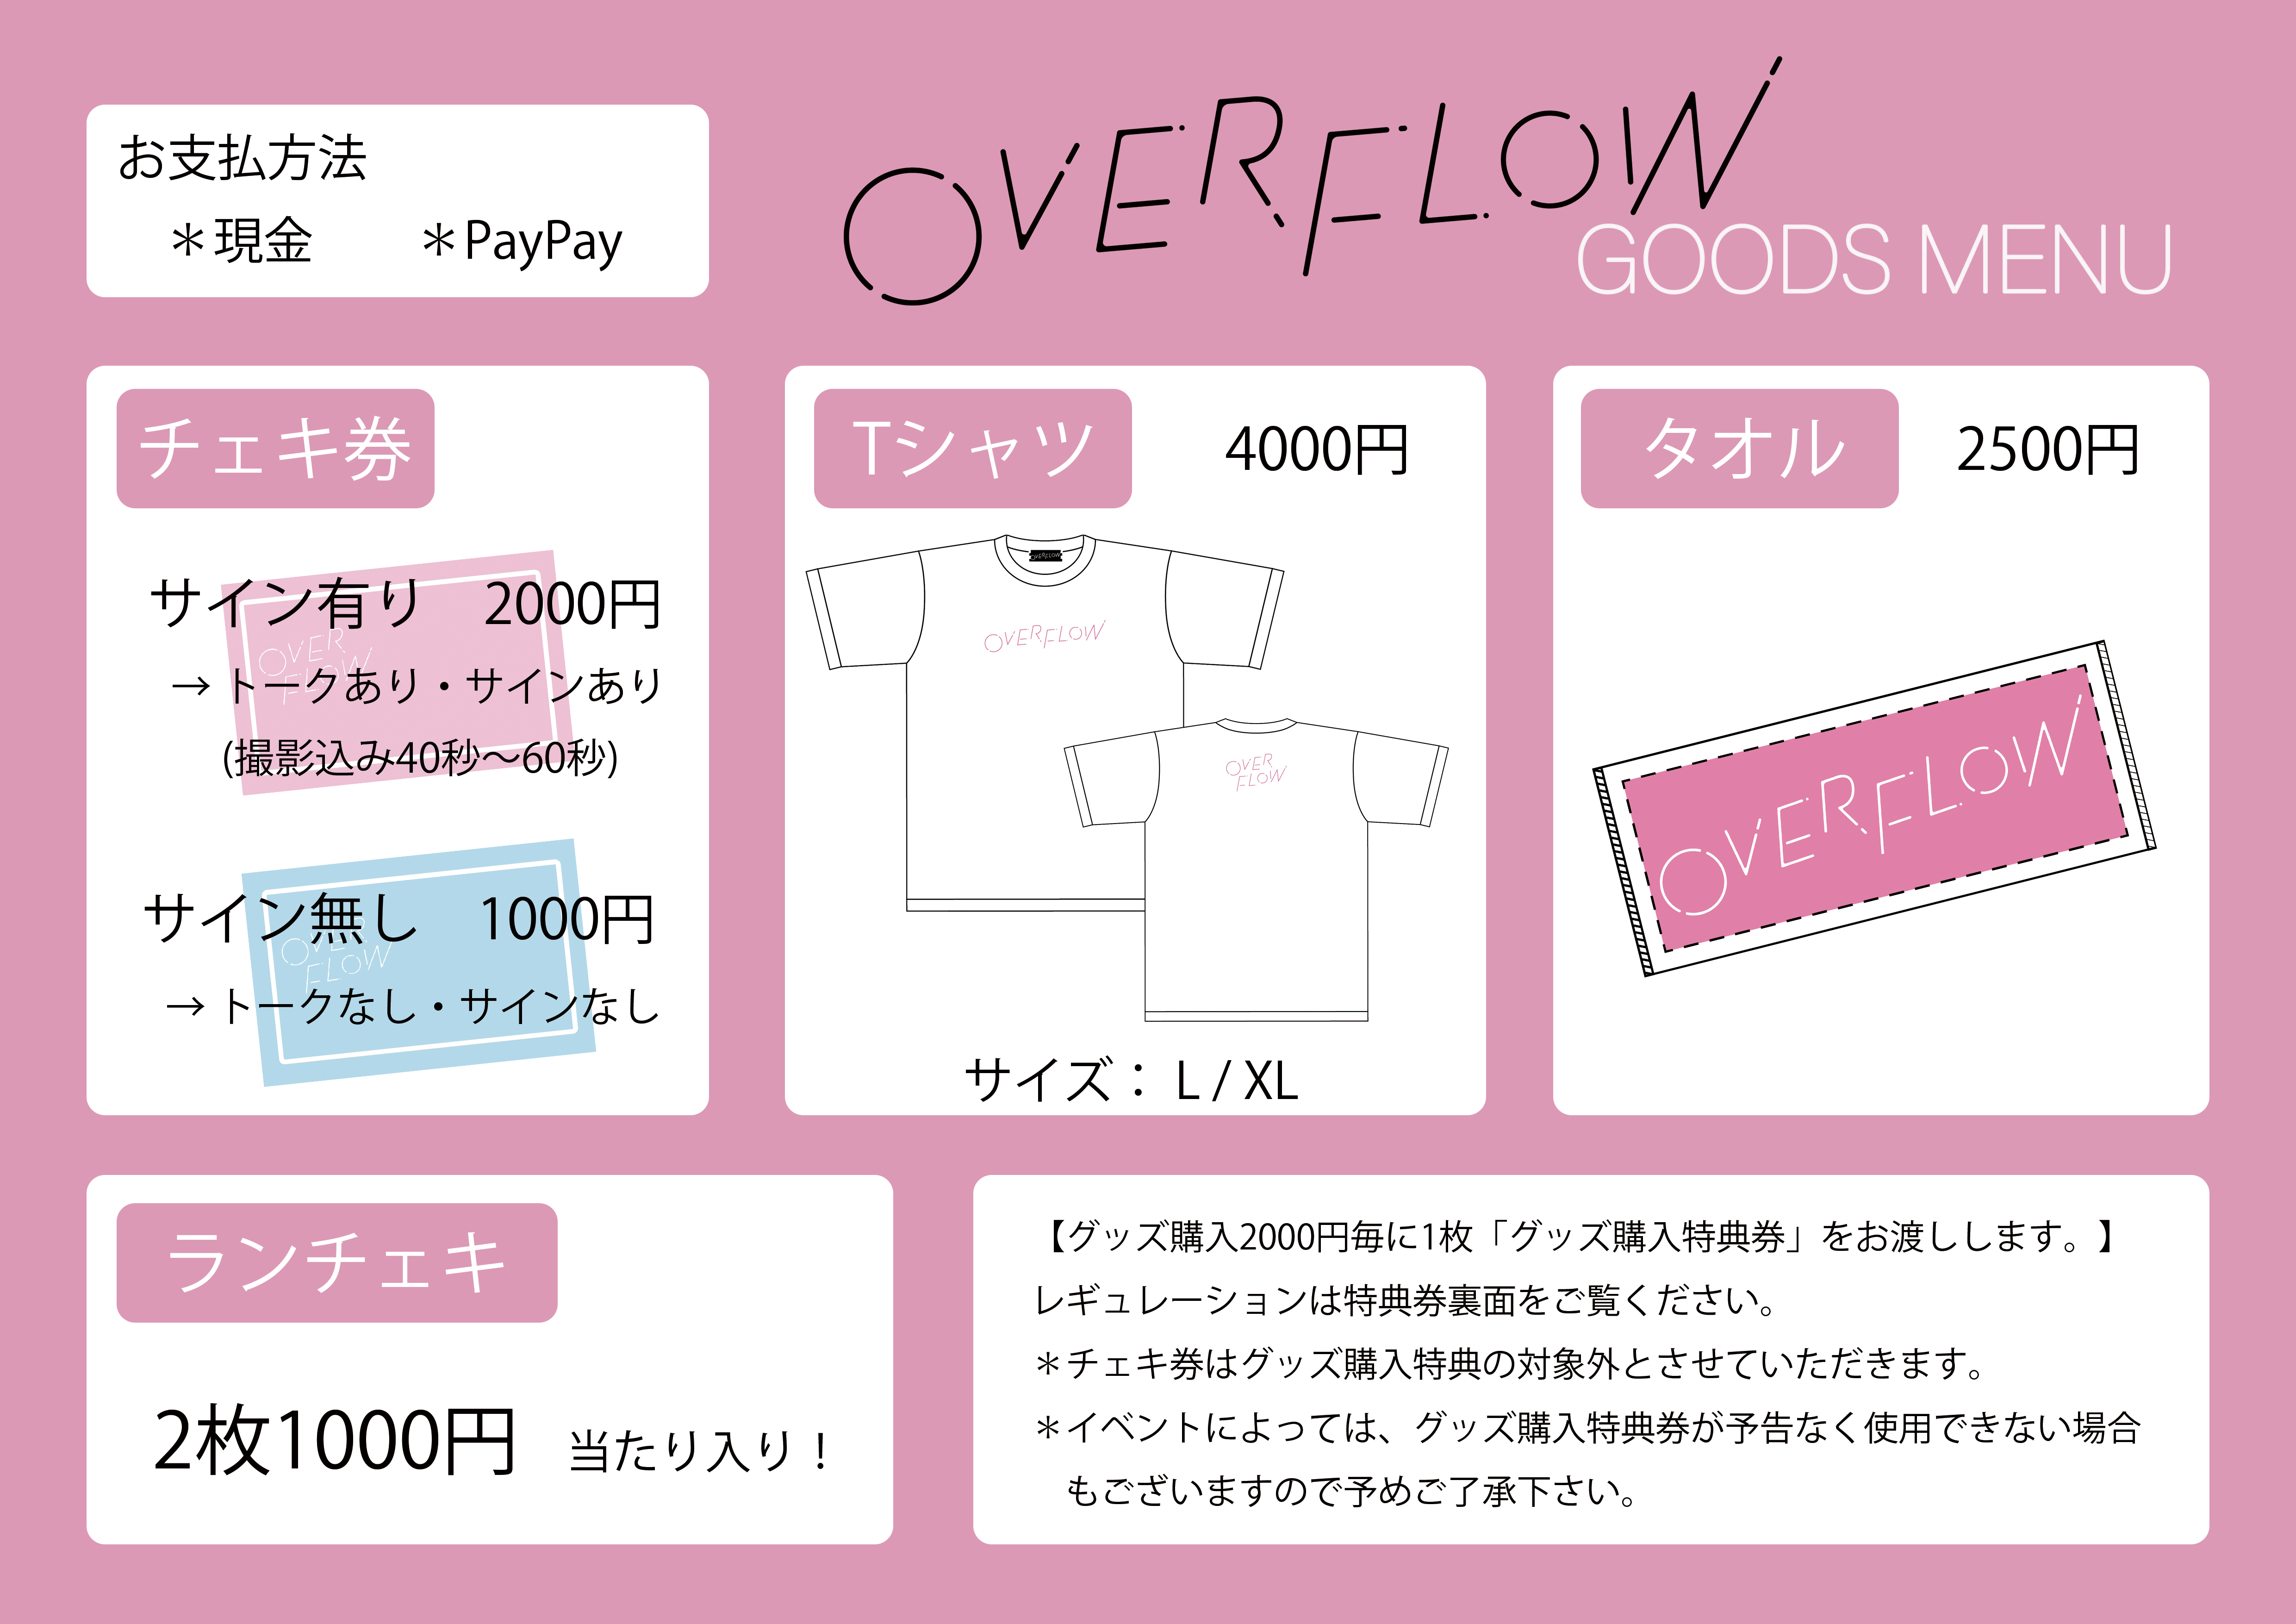 お支払方法
＊現金　＊PayPay
OVERFLOW
GOODS MENU
チェキ券
サイン有り　2000円
→トークあり・サインあり
(撮影込み40秒〜60秒)
OVER
FLOW
サイン無し　1000円
→トークなし・サインなし
OVER
FLOW
Tシャツ　4000円
OVERFLOW
OVERFLOW
OVER
FLOW
サイズ： L / XL
タオル　2500円
OVERFLOW
ランチェキ
2枚1000円　当たり入り！
【グッズ購入2000円毎に1枚「グッズ購入特典券」をお渡しします。】
レギュレーションは特典券裏面をご覧ください。
＊チェキ券はグッズ購入特典の対象外とさせていただきます。
＊イベントによっては、グッズ購入特典券が予告なく使用できない場合
もございますので予めご了承下さい。